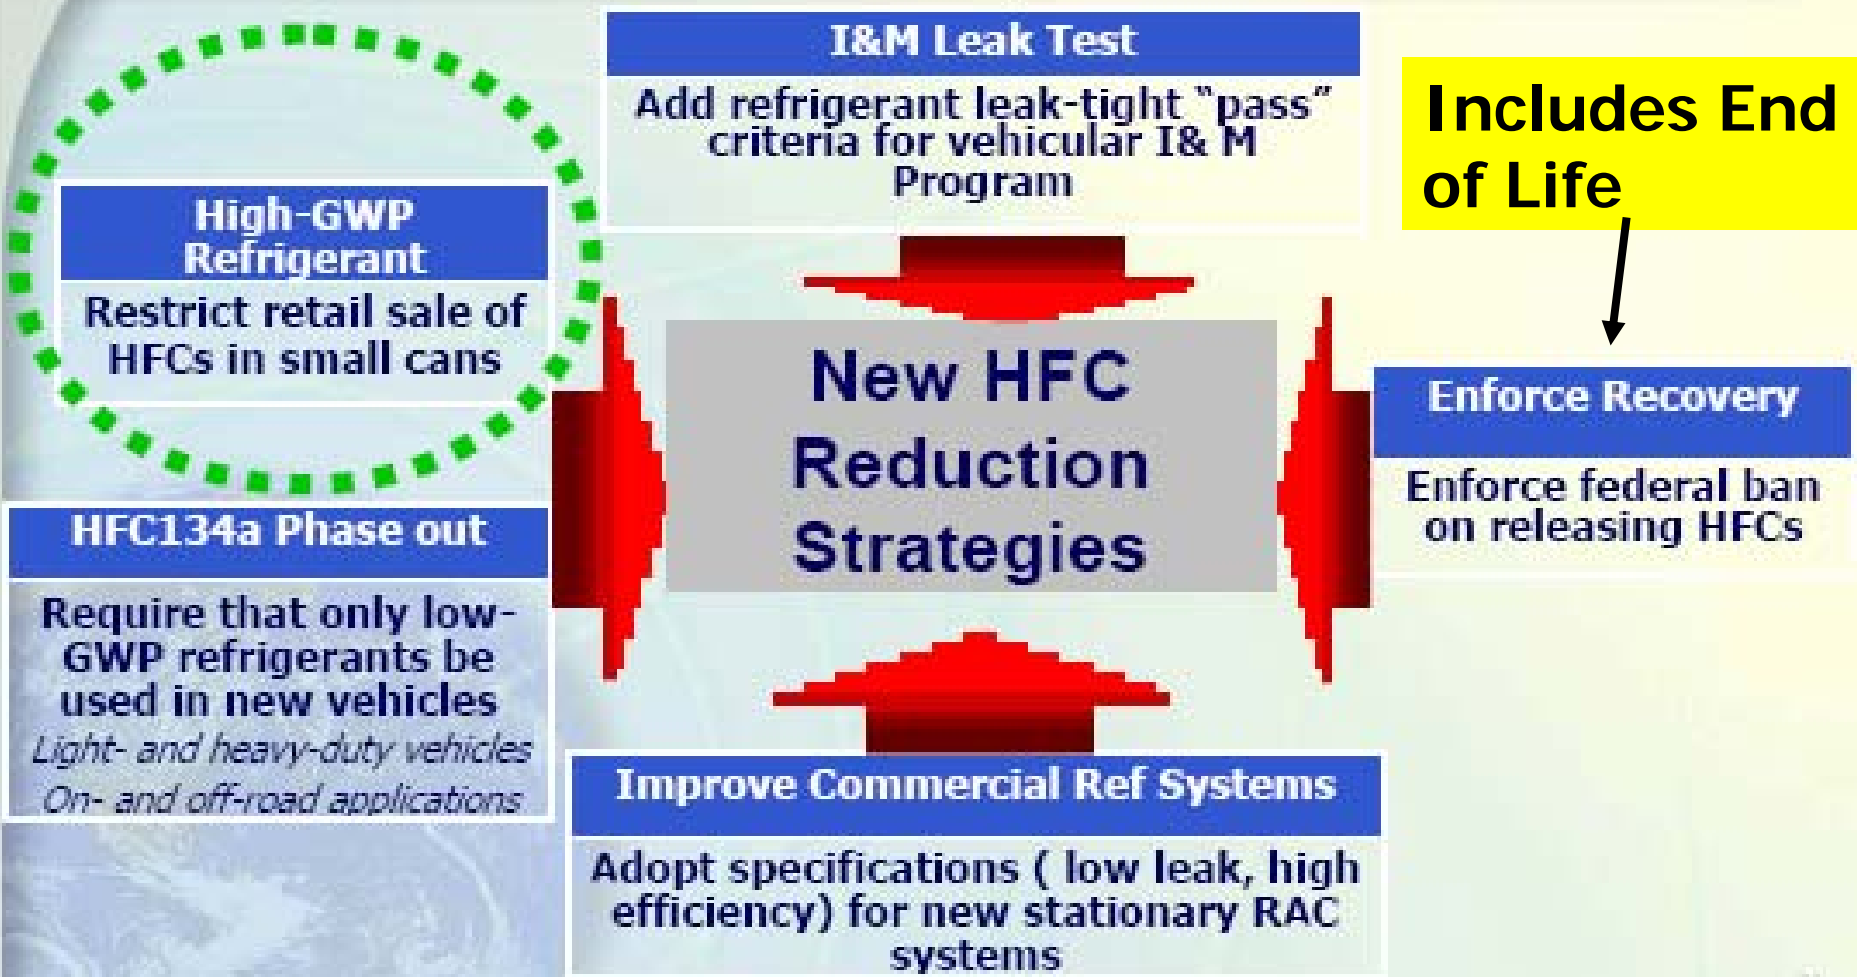 I&M Leak Test
Add refrigerant leak-tight “pass”
criteria for vehicular I& M
Program
Includes End
of Life
High-GWP
Refrigerant
Restrict retail sale of
HFCs in small cans
New HFC
Reduction
Strategies
Enforce Recovery
Enforce federal ban
on releasing HFCs
HFC134a Phase out
Require that only low-
GWP refrigerants be
used in new vehicles
Light- and heavy-duty vehicles
On- and off-road applications
Improve Commercial Ref Systems
Adopt specifications ( low leak, high
efficiency) for new stationary RAC
systems